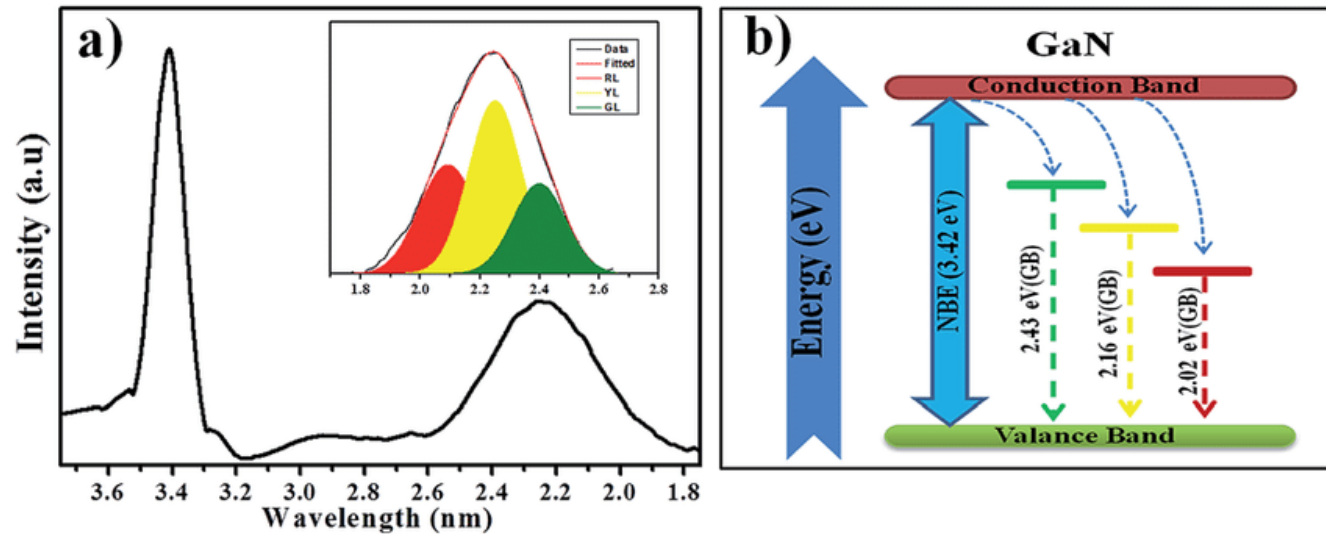 a)
Intensity (a.u)
Data
Fitted
RL
YL
GL
1.8 2.0 2.2 2.4 2.6 2.8
3.6 3.4 3.2 3.0 2.8 2.6 2.4 2.2 2.0 1.8
Wavelength (nm)
b)
GaN
Conduction Band
Energy (eV)
NBE (3.42 eV)
2.43 eV(GB)
2.16 eV(GB)
2.02 eV(GB)
Valance Band